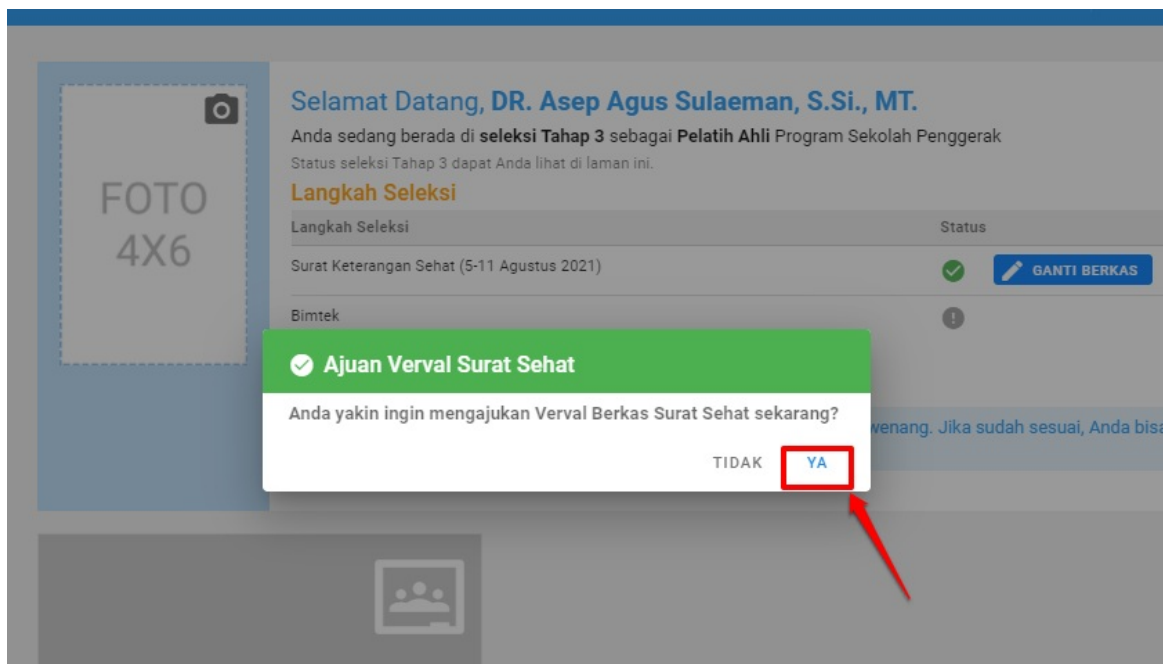 FOTO
4X6
Selamat Datang, DR. Asep Agus Sulaeman, S.Si., MT.
Anda sedang berada di seleksi Tahap 3 sebagai Pelatih Ahli Program Sekolah Penggerak
Status seleksi Tahap 3 dapat Anda lihat di laman ini.
Langkah Seleksi
Langkah Seleksi Status
Surat Keterangan Sehat (5-11 Agustus 2021) GANTI BERKAS
Bimtek
Ajuan Verval Surat Sehat
Anda yakin ingin mengajukan Verval Berkas Surat Sehat sekarang?
wenang. Jika sudah sesuai, Anda bisa
TIDAK YA